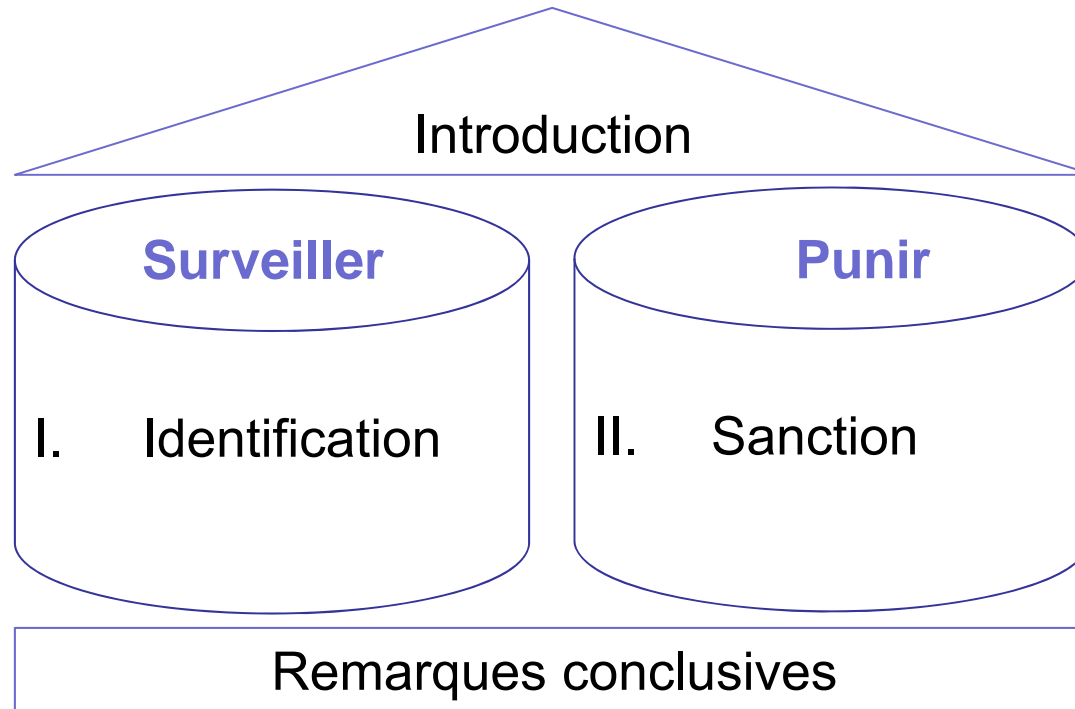 Introduction
Surveiller
I. Identification
Punir
II. Sanction
Remarques conclusives